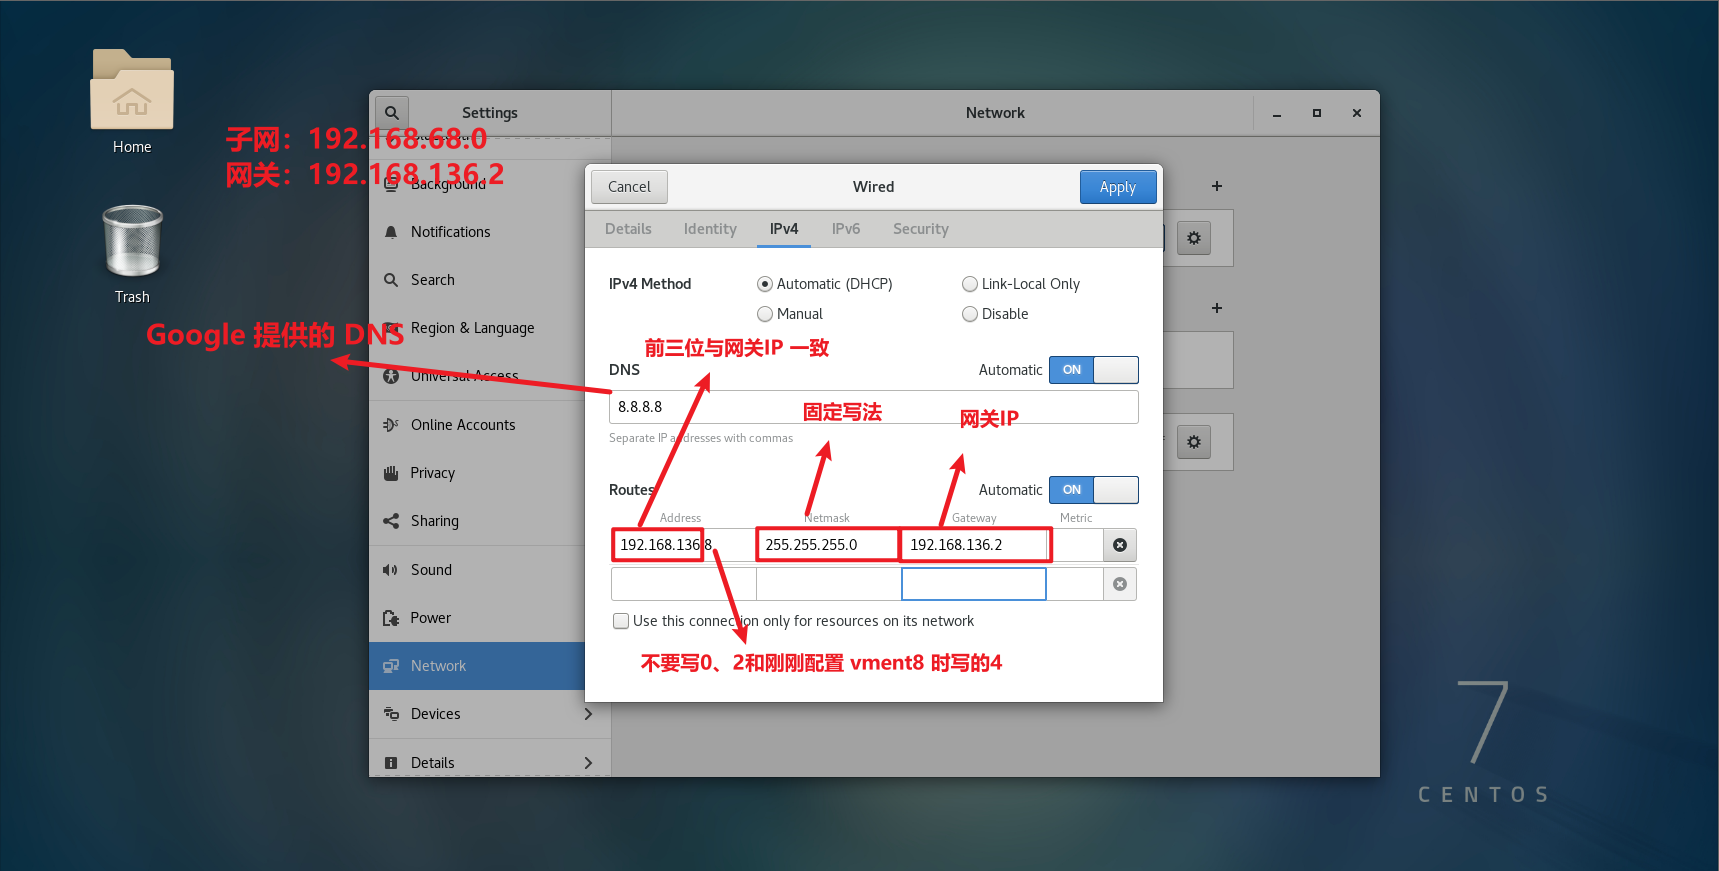 Home
Trash
子网：192.168.68.0
网关：192.168.136.2
Google 提供的 DNS
Settings
Network
Bluetooth
Background
Notifications
Search
Region & Language
Universal Access
Online Accounts
Privacy
Sharing
Sound
Power
Network
Devices
Details
Cancel
Wired
Apply
Details
Identity
IPv4
IPv6
Security
IPv4 Method
Automatic (DHCP)
Link-Local Only
Manual
Disable
前三位与网关IP 一致
DNS
Automatic
ON
8.8.8.8
固定写法
网关IP
Separate IP addresses with commas
Routes
Automatic
ON
Address
Netmask
Gateway
Metric
192.168.136.8
255.255.255.0
192.168.136.2
Use this connection only for resources on its network
不要写0、2和刚刚配置 vment8 时写的4
7
CENTOS